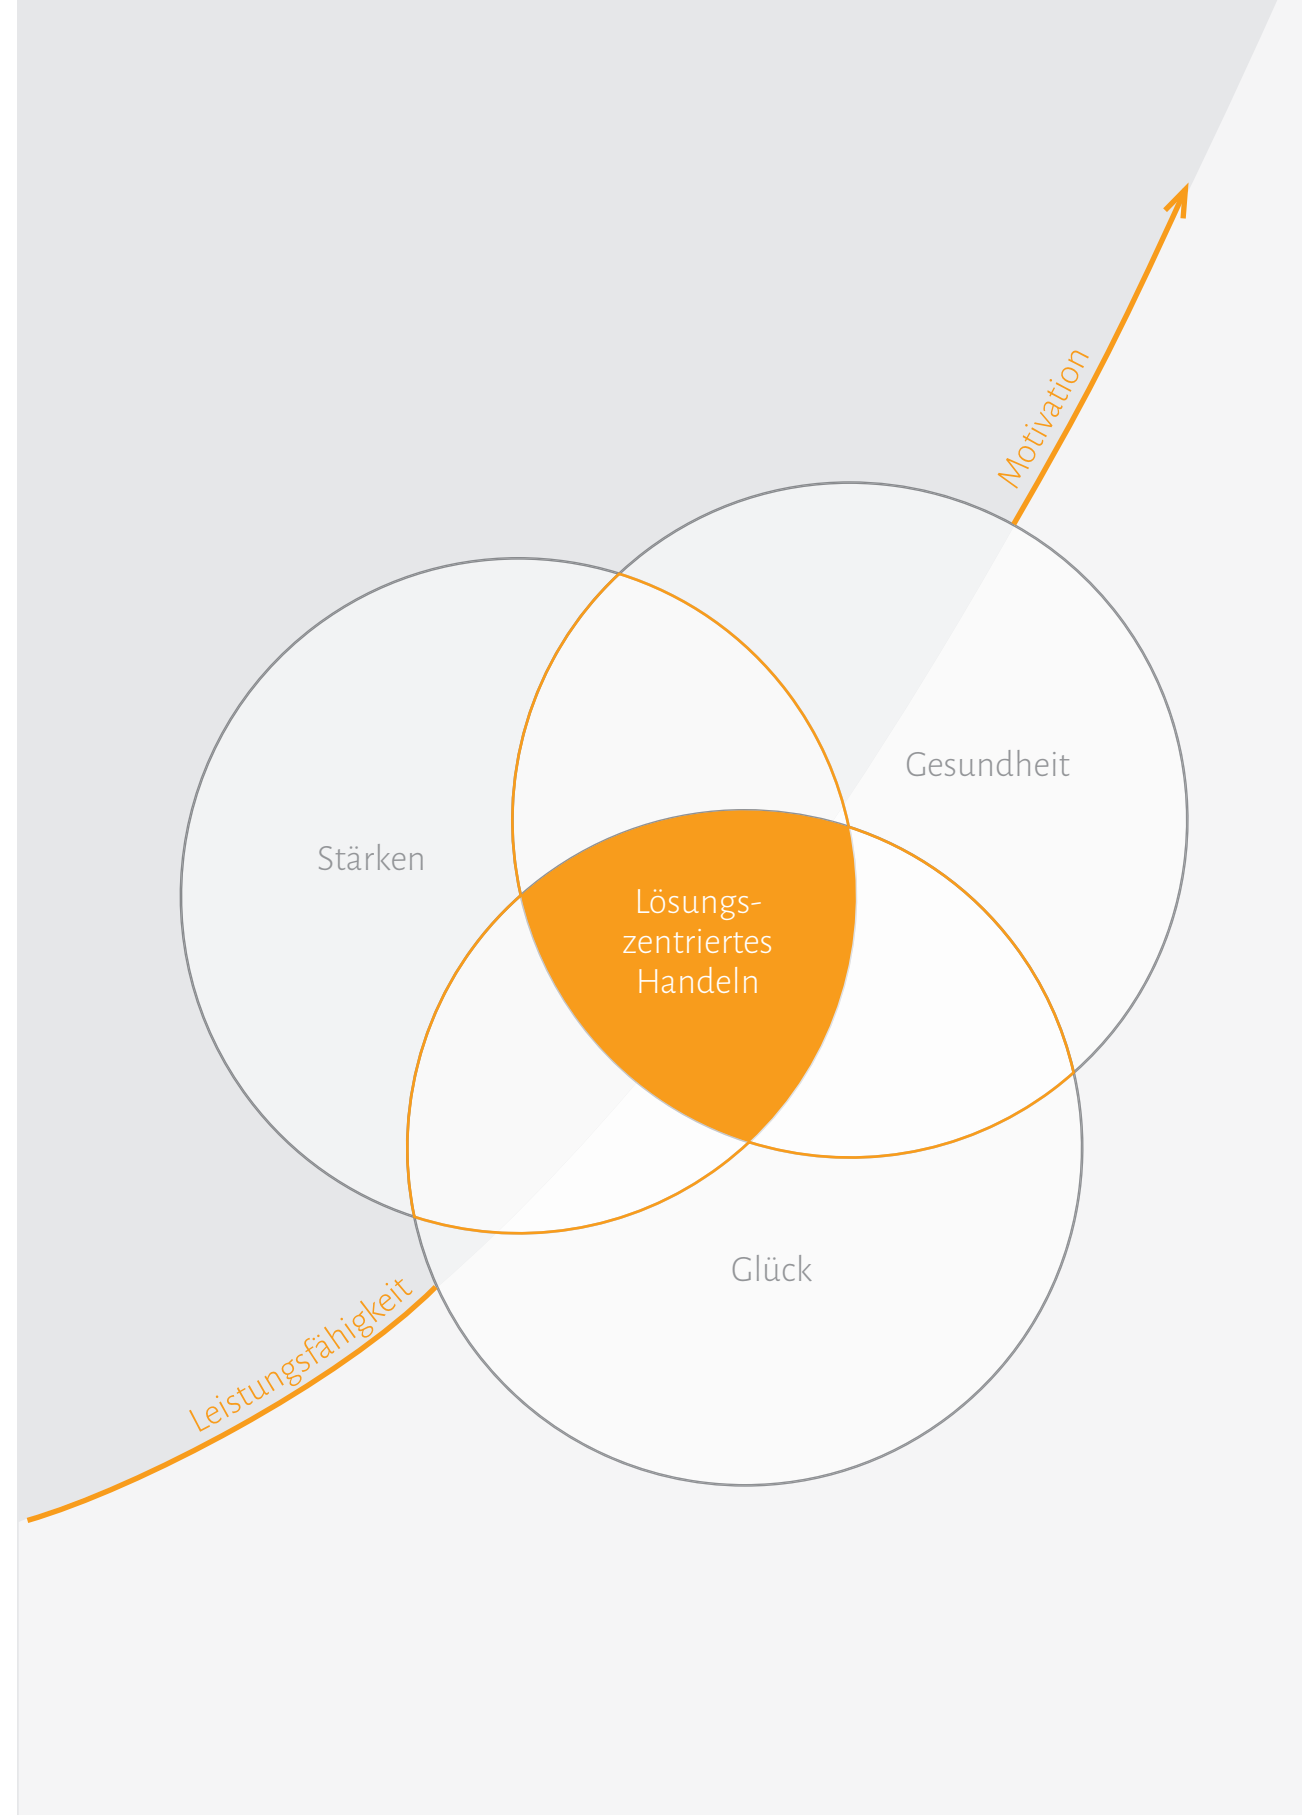 Motivation
Gesundheit
Stärken
Lösungs-
zentriertes
Handeln
Glück
Leistungsfähigkeit